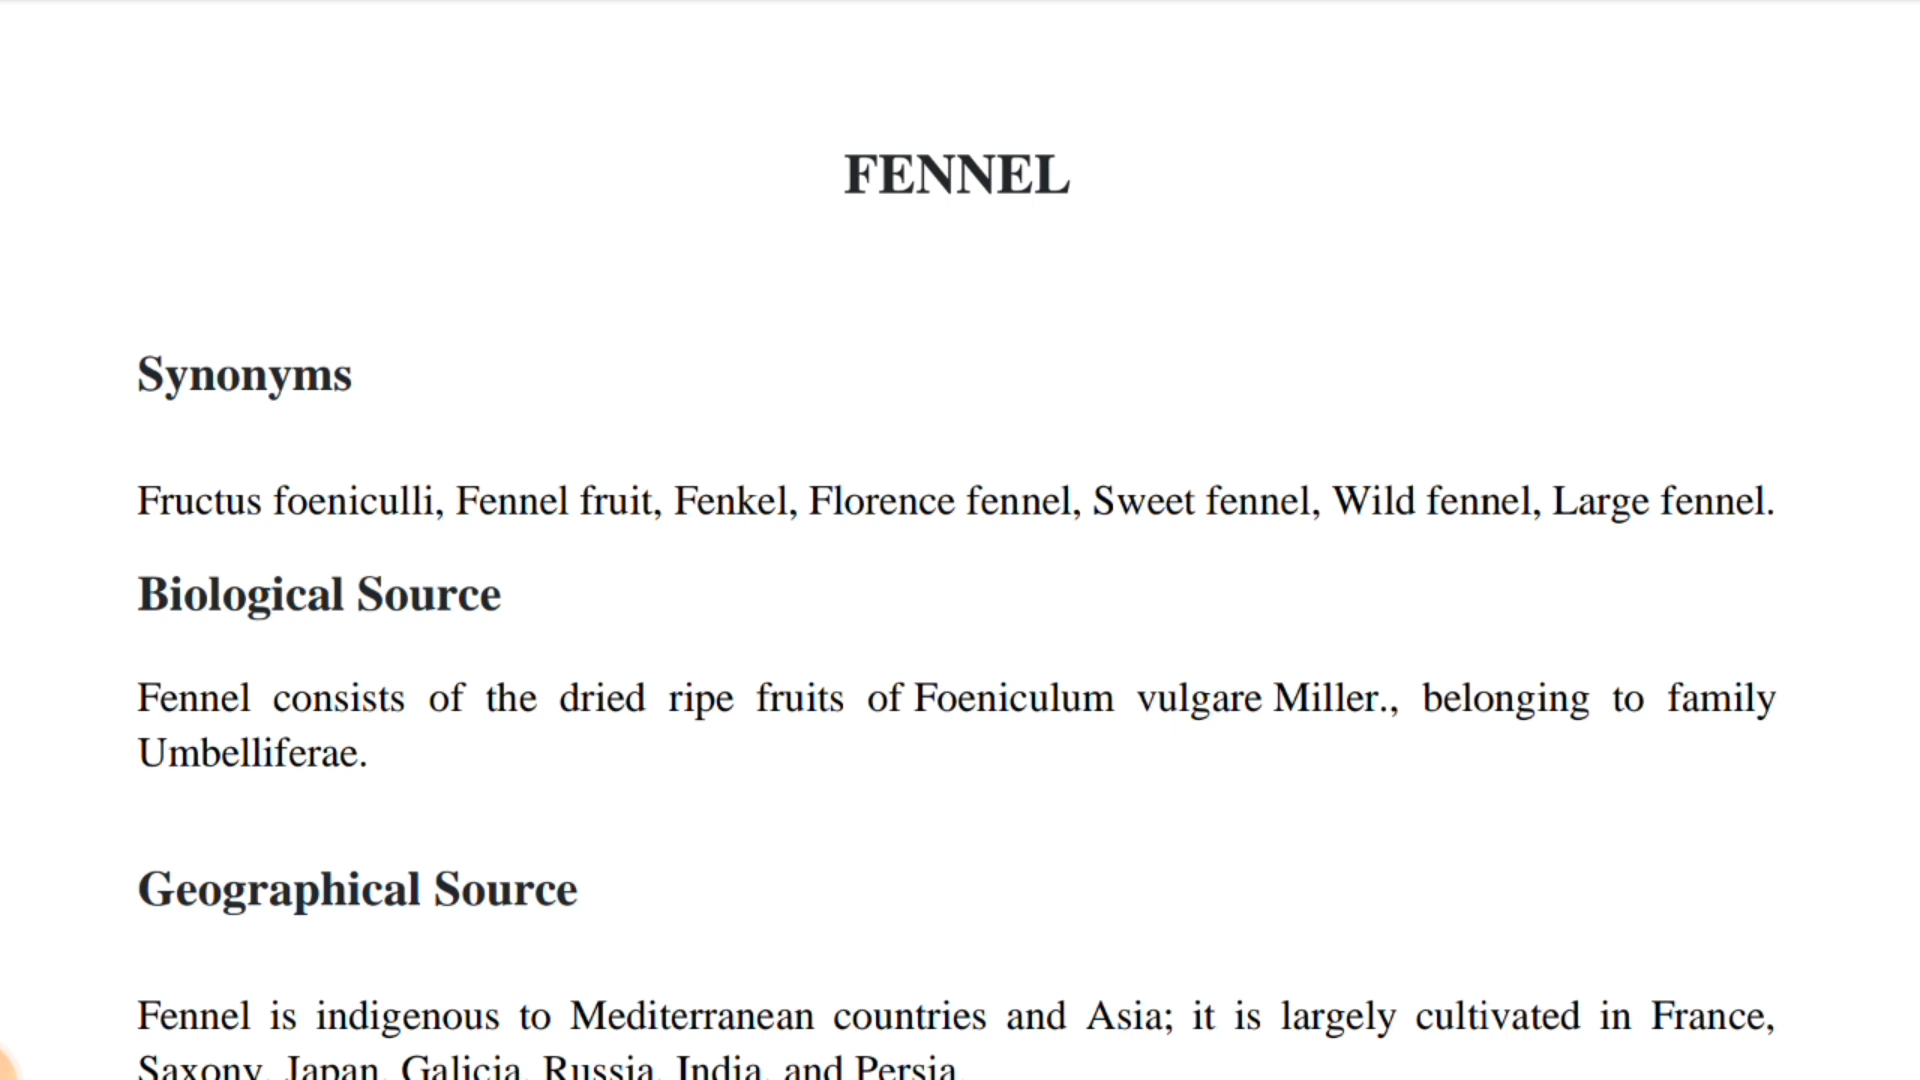 FENNEL
Synonyms
Fructus foeniculli, Fennel fruit, Fenkel, Florence fennel, Sweet fennel, Wild fennel, Large fennel.
Biological Source
Fennel consists of the dried ripe fruits of Foeniculum vulgare Miller., belonging to family
Umbelliferae.
Geographical Source
Fennel is indigenous to Mediterranean countries and Asia; it is largely cultivated in France,
Saxony, Japan, Galicia, Russia, India, and Persia.